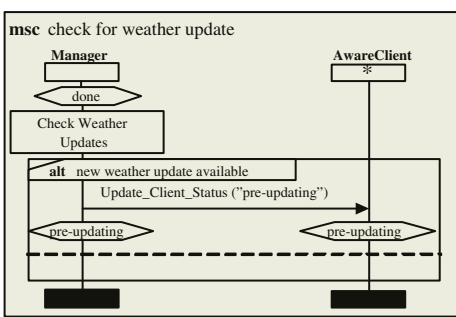 msc check for weather update
Manager
AwareClient
*
done
Check Weather
Updates
alt new weather update available
Update_Client_Status ("pre-updating")
pre-updating
pre-updating